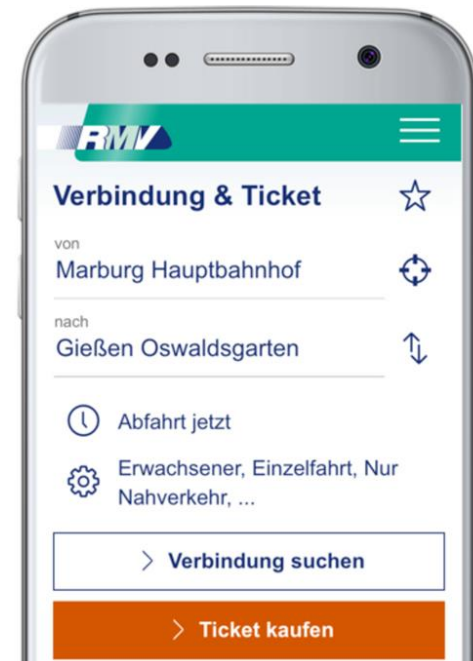 RMV
Verbindung & Ticket
von
Marburg Hauptbahnhof
nach
Gießen Oswaldsgarten
Abfahrt jetzt
Erwachsener, Einzelfahrt, Nur
Nahverkehr, ...
Verbindung suchen
Ticket kaufen